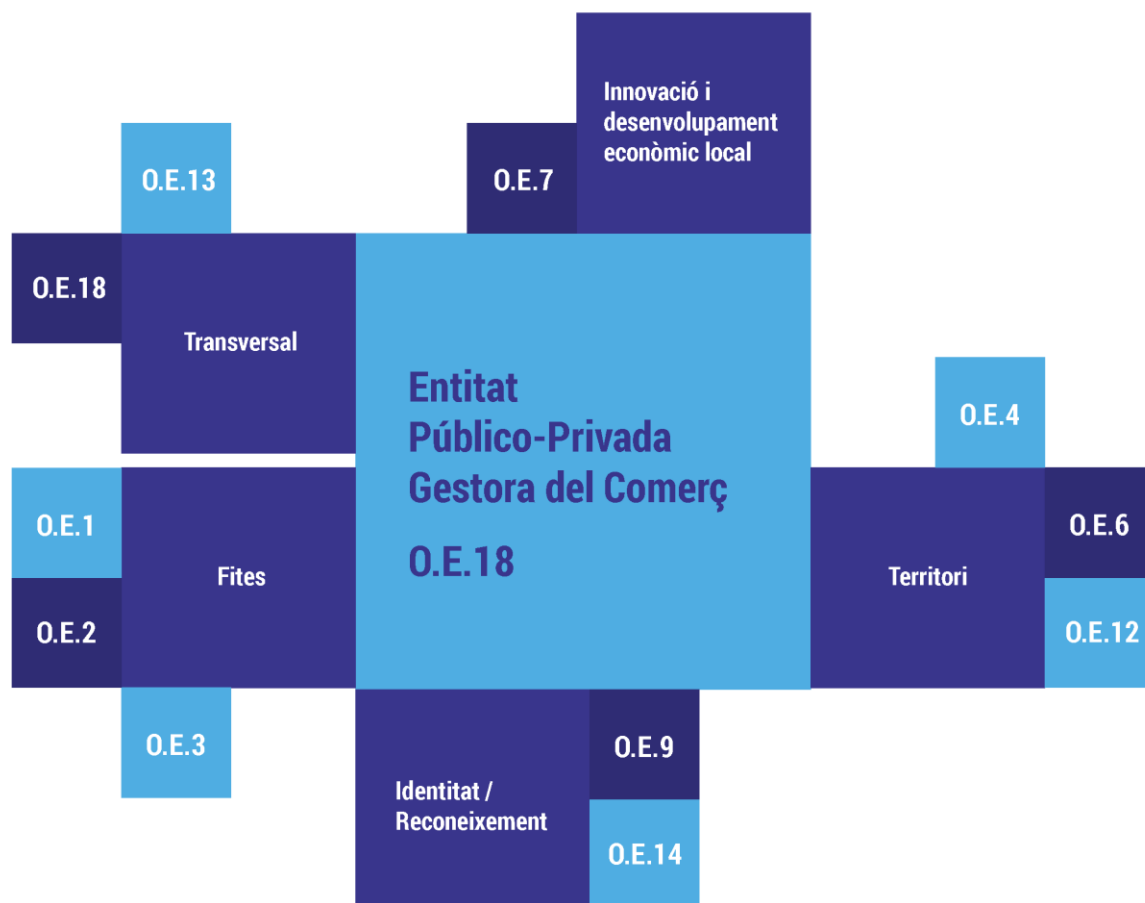 Innovació i
desenvolupament
econòmic local
O.E.13
O.E.7
O.E.18
Transversal
Entitat
Público-Privada
Gestora del Comerç
O.E.18
O.E.4
O.E.1
O.E.2
Fites
O.E.3
Territori
O.E.6
O.E.12
Identitat /
Reconeixement
O.E.9
O.E.14